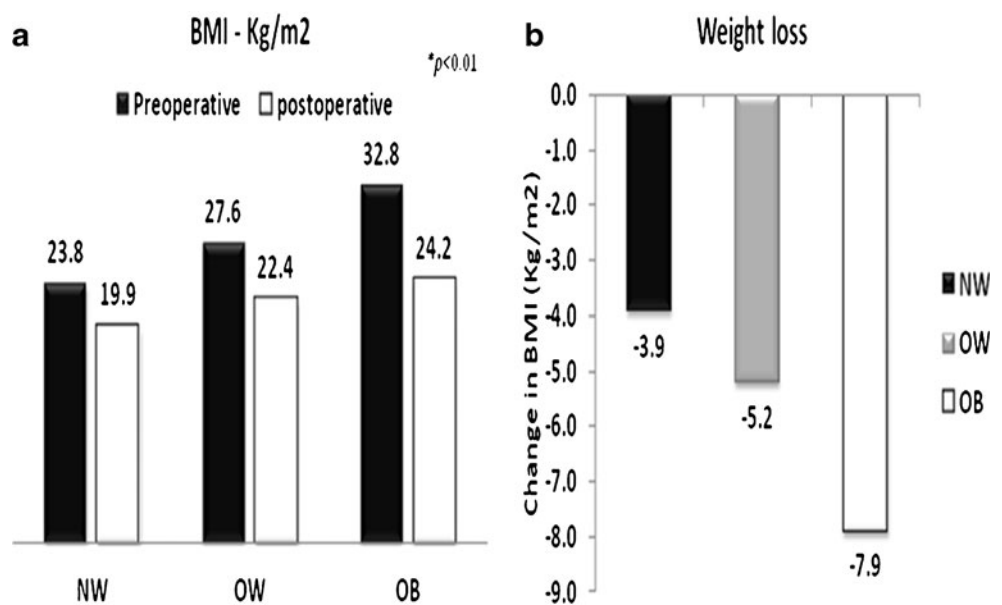 a
BMI - Kg/m2
*p<0.01
Preoperative postoperative
23.8
19.9
27.6
22.4
32.8
24.2
NW OW OB
b
Weight loss
Change in BMI (Kg/m2)
0.0
-1.0
-2.0
-3.0
-4.0
-5.0
-6.0
-7.0
-8.0
-9.0
-3.9
-5.2
-7.9
NW
OW
OB